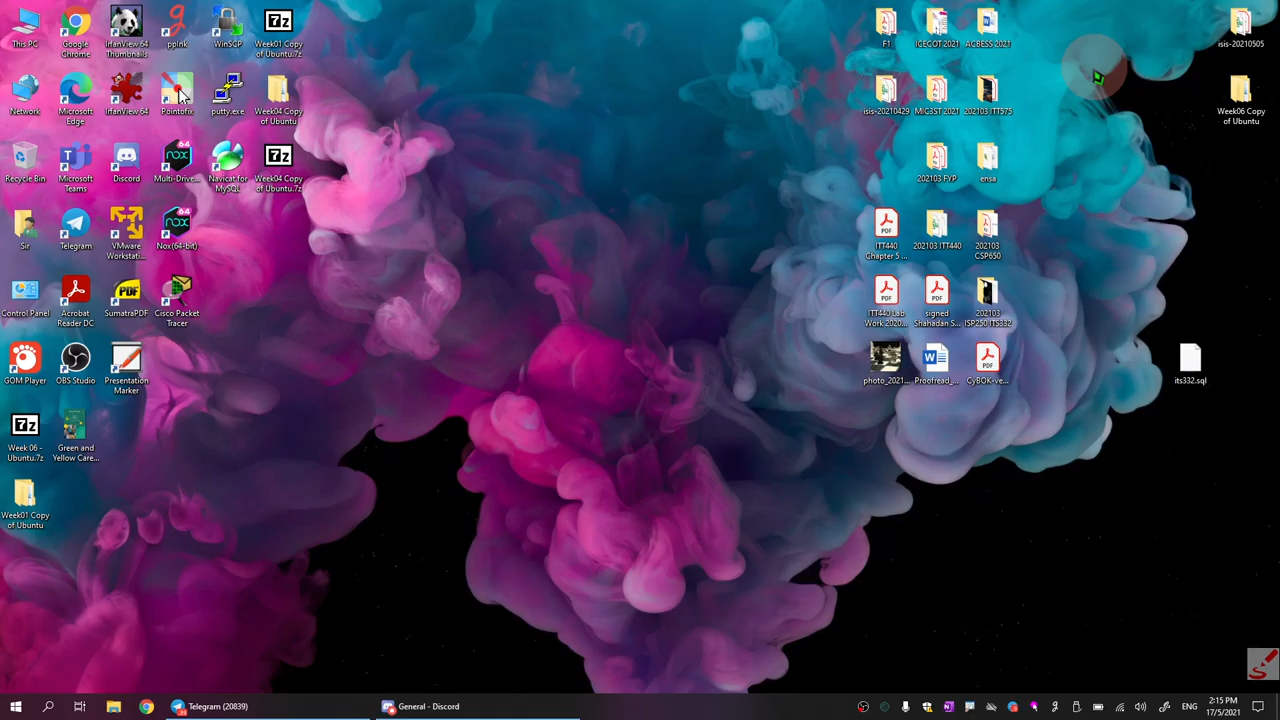 This PC
Google
Chrome
IrfanView 64
Thumbnails
ppInk
WinSCP
Week01 Copy
of Ubuntu.7z
Network
Microsoft
Edge
IrfanView 64
Pointofix
putty.exe
Week04 Copy
of Ubuntu
Recycle Bin
Microsoft
Teams
Discord
Multi-Drive...
Navicat for
MySQL
Week04 Copy
of Ubuntu.7z
Sir
Telegram
VMware
Workstati...
Nox(64-bit)
Control Panel
Acrobat
Reader DC
SumatraPDF
Cisco Packet
Tracer
GOM Player
OBS Studio
Presentation
Marker
Week 06 -
Ubuntu.7z
Green and
Yellow Care...
Week01 Copy
of Ubuntu
F1
ICECOT 2021
ACBESS 2021
isis-20210429
MIC3ST 2021
202103 ITT575
202103 FYP
ensa
ITT440
Chapter 5 ...
202103 ITT440
202103
CSP650
ITT440 Lab
Work 2020...
signed
Shahadan S...
202103
ISP250 ITS332
photo_2021...
Proofread_...
CyBOK-ve...
isis-20210505
Week06 Copy
of Ubuntu
its332.sql
Telegram (20839)
General - Discord
ENG
2:15 PM
17/5/2021